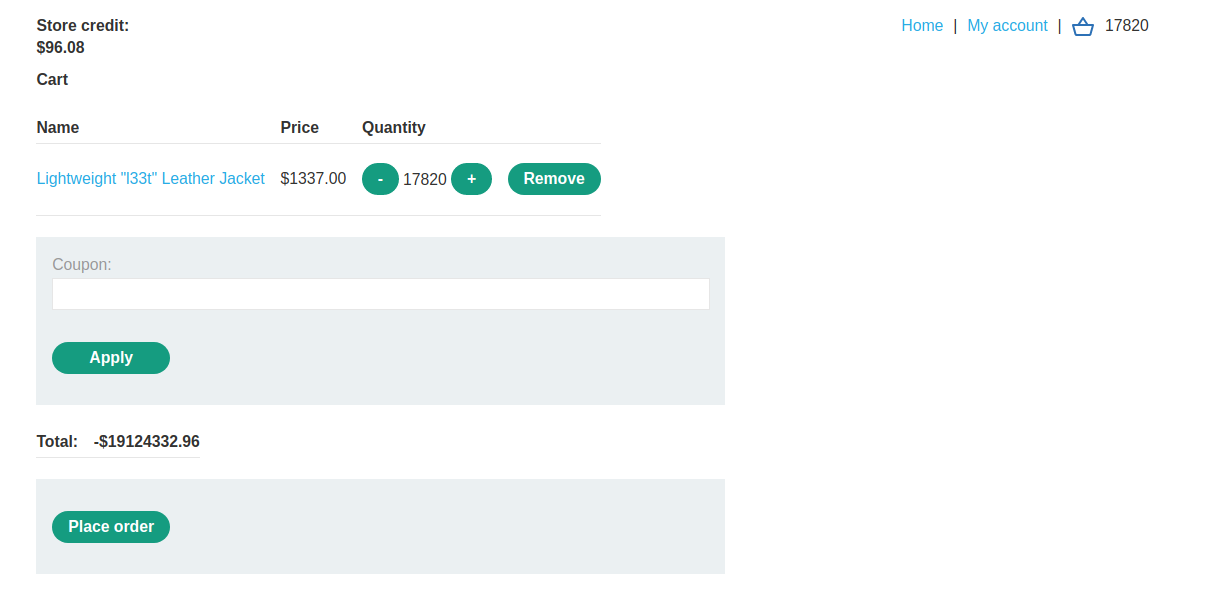 Store credit:
$96.08
Home | My account | 17820
Cart
Name Price Quantity
Lightweight "l33t" Leather Jacket $1337.00 - 17820 + Remove
Coupon:
Apply
Total: -$19124332.96
Place order